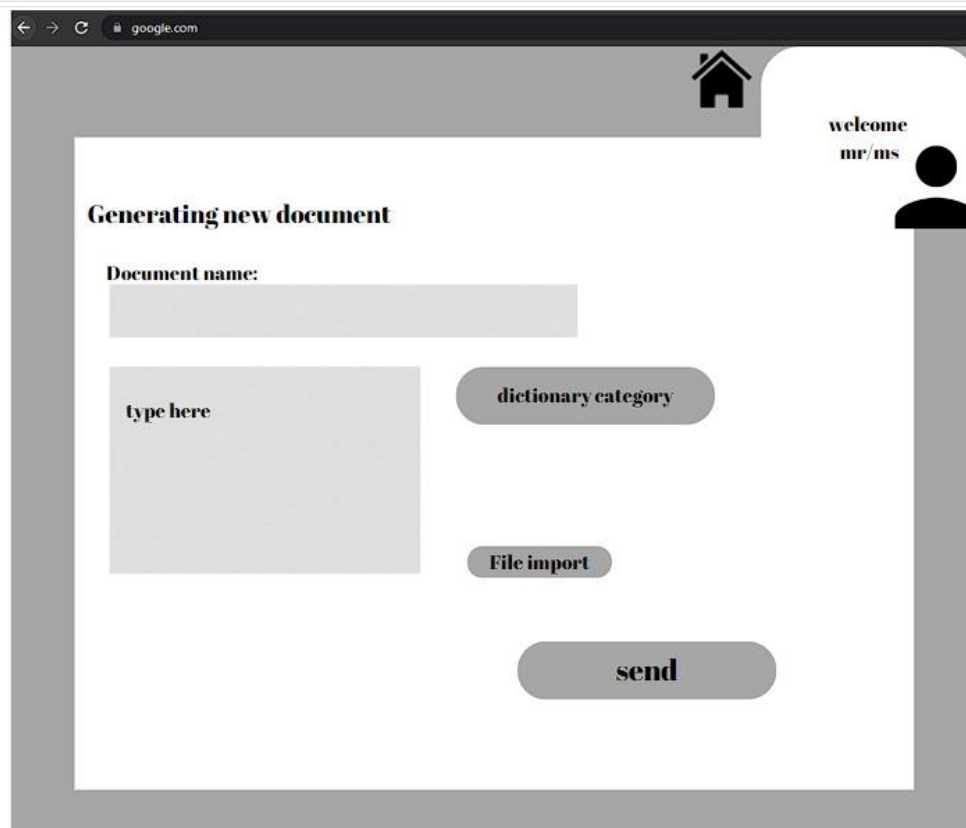 google.com
welcome
mr/ms
Generating new document
Document name:
type here
dictionary category
File import
send